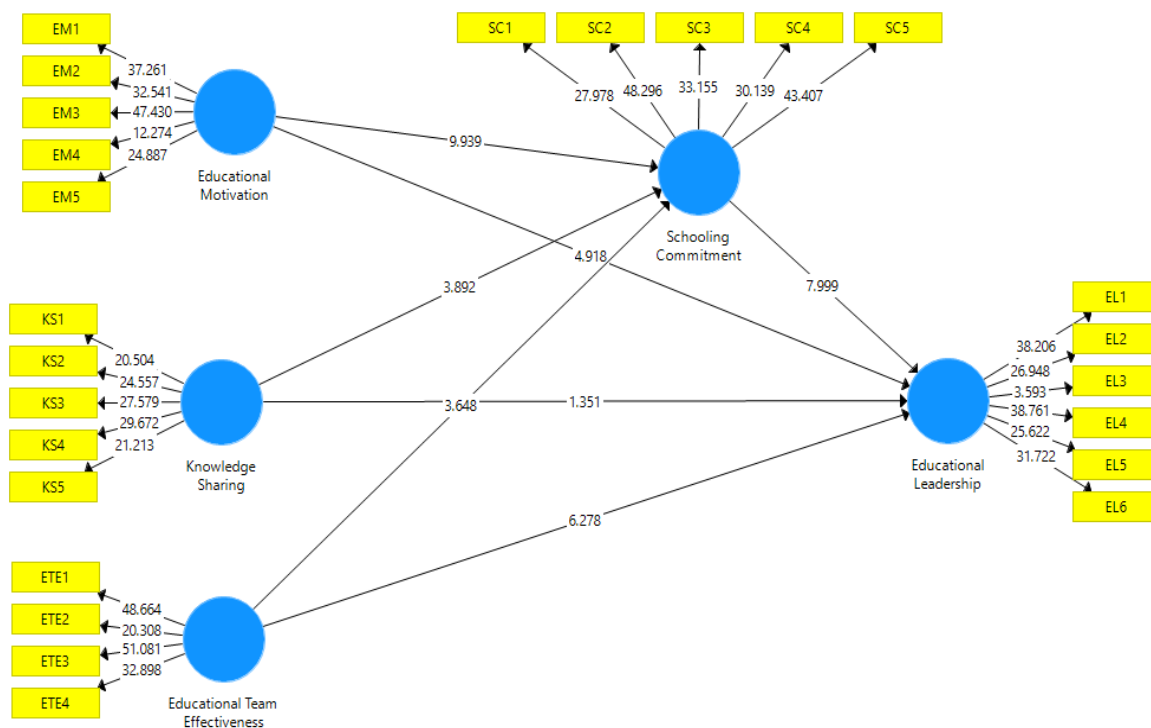 EM1
EM2
EM3
EM4
EM5
37.261
32.541
47.430
12.274
24.887
Educational
Motivation
SC1
SC2
SC3
SC4
SC5
27.978
48.296
33.155
30.139
43.407
Schooling
Commitment
9.939
4.918
3.892
7.999
KS1
KS2
KS3
KS4
KS5
20.504
24.557
27.579
29.672
21.213
Knowledge
Sharing
3.648
1.351
6.278
EL1
EL2
EL3
EL4
EL5
EL6
38.206
26.948
3.593
38.761
25.622
31.722
Educational
Leadership
ETE1
ETE2
ETE3
ETE4
48.664
20.308
51.081
32.898
Educational Team
Effectiveness